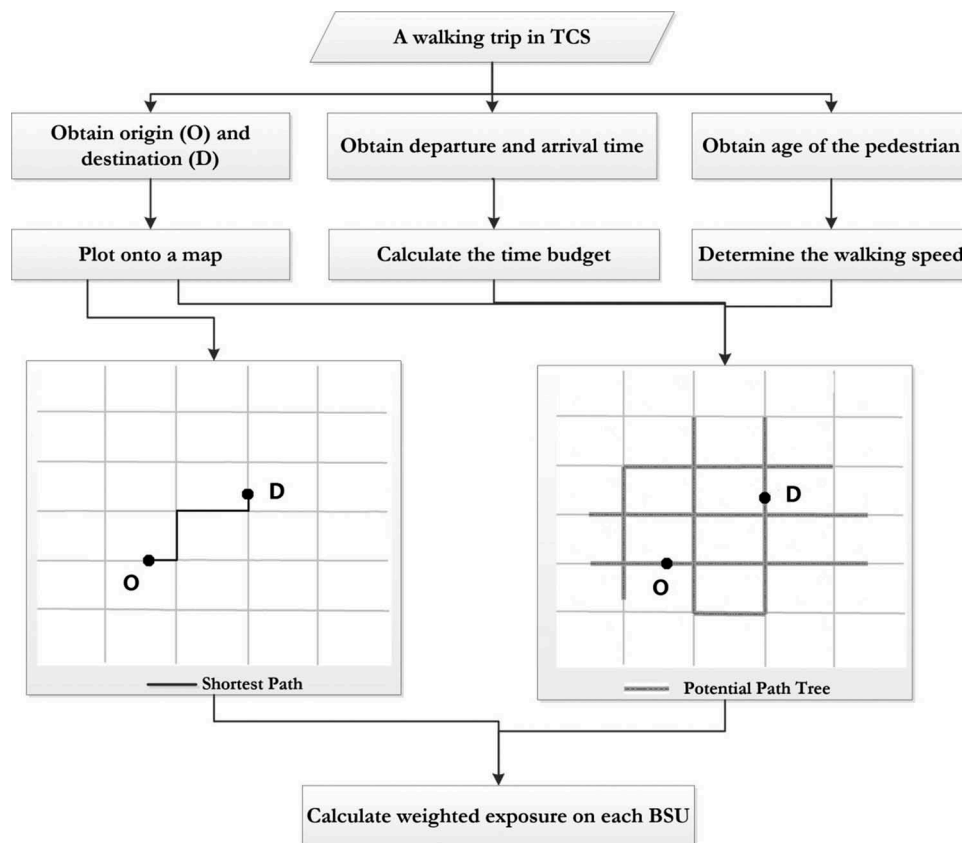 A walking trip in TCS
Obtain origin (O) and
destination (D)
Obtain departure and arrival time
Obtain age of the pedestrian
Plot onto a map
Calculate the time budget
Determine the walking speed
D
O
Shortest Path
D
O
Potential Path Tree
Calculate weighted exposure on each BSU